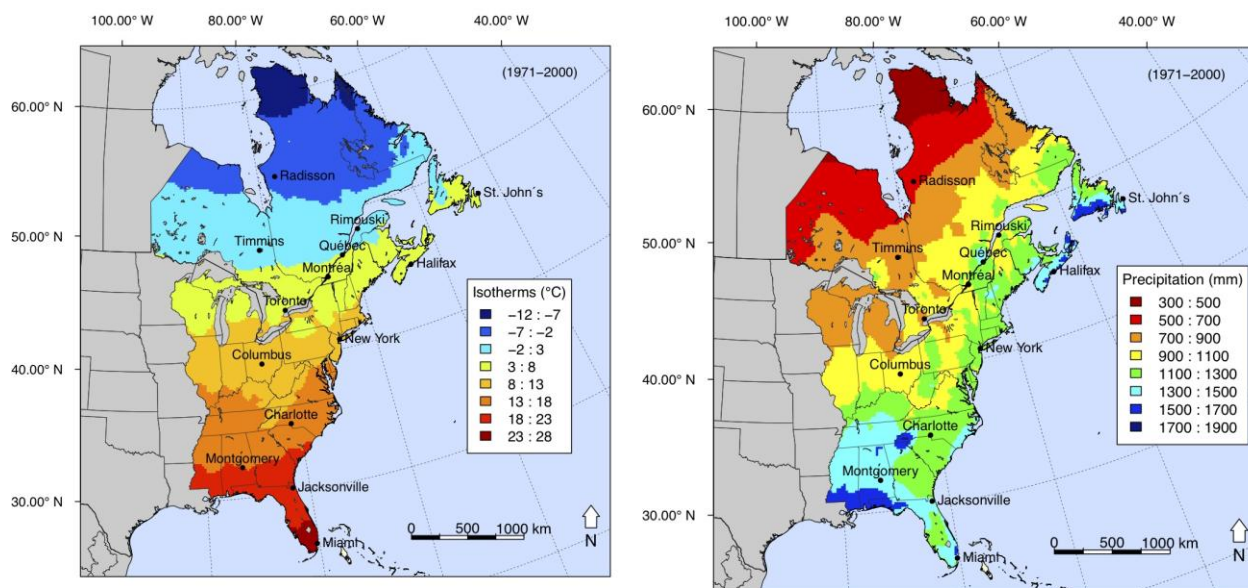 100.00° W 80.00° W 60.00° W 40.00° W
(1971–2000)
60.00° N
50.00° N
40.00° N
30.00° N
Radisson
St. John´s
Rimouski
Timmins
Québec
Montréal
Halifax
Toronto
New York
Columbus
Charlotte
Montgomery
Jacksonville
Miami
Isotherms (°C)
−12 : −7
−7 : −2
−2 : 3
3 : 8
8 : 13
13 : 18
18 : 23
23 : 28
0 500 1000 km
N
100.00° W 80.00° W 60.00° W 40.00° W
(1971–2000)
60.00° N
50.00° N
40.00° N
30.00° N
Radisson
St. John´s
Rimouski
Timmins
Québec
Montréal
Halifax
Toronto
New York
Columbus
Charlotte
Montgomery
Jacksonville
Miami
Precipitation (mm)
300 : 500
500 : 700
700 : 900
900 : 1100
1100 : 1300
1300 : 1500
1500 : 1700
1700 : 1900
0 500 1000 km
N